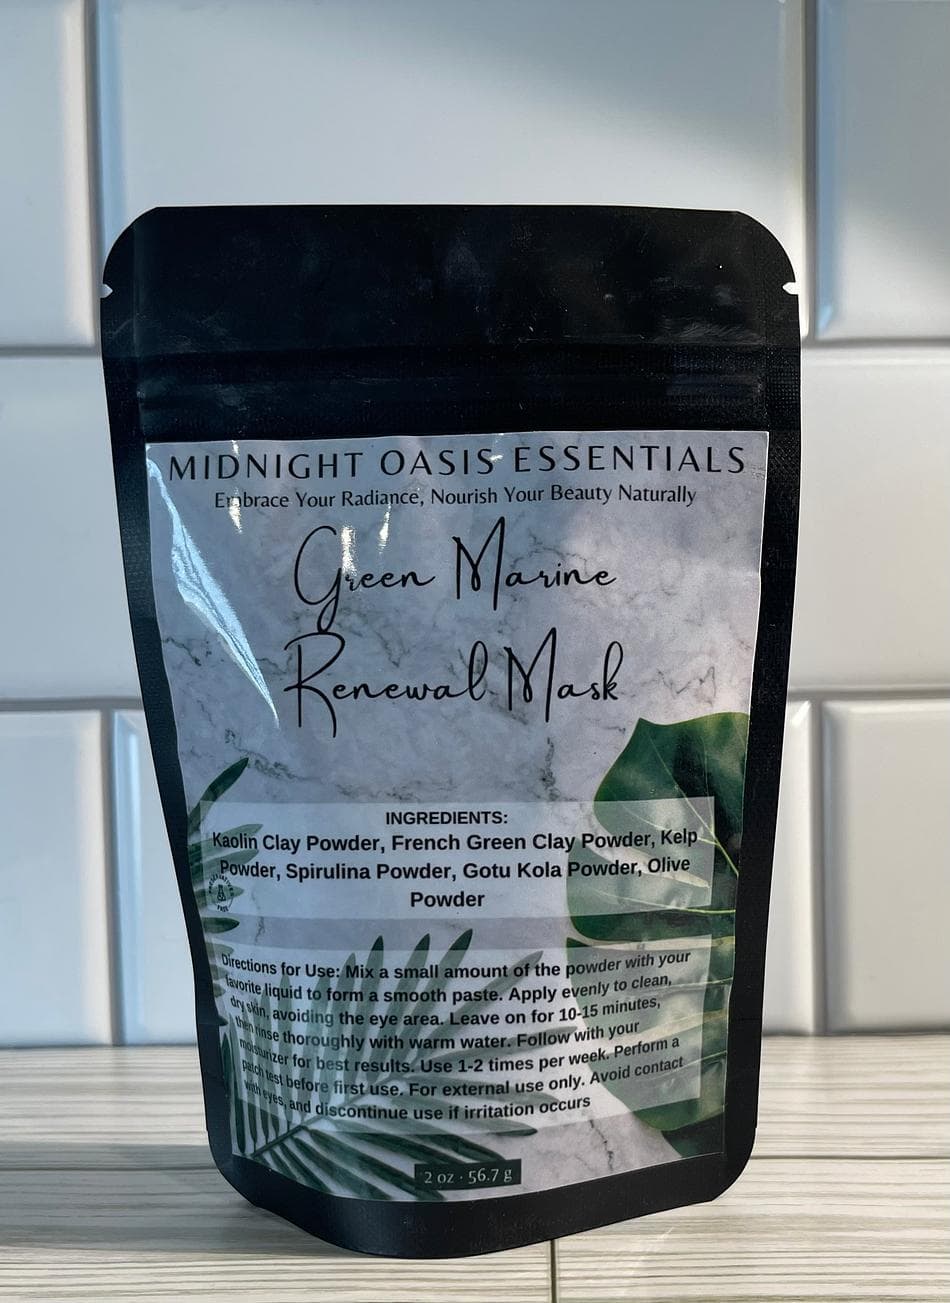 MIDNIGHT OASIS ESSENTIALS
Embrace Your Radiance, Nourish Your Beauty Naturally
Green Marine
Renewal Mask
INGREDIENTS:
Kaolin Clay Powder, French Green Clay Powder, Kelp
Powder, Spirulina Powder, Gotu Kola Powder, Olive
Powder
Directions for Use: Mix a small amount of the powder with your
favorite liquid to form a smooth paste. Apply evenly to clean,
dry skin, avoiding the eye area. Leave on for 10-15 minutes,
then rinse thoroughly with warm water. Follow with your
moisturizer for best results. Use 1-2 times per week. Perform a
patch test before first use. For external use only. Avoid contact
with eyes, and discontinue use if irritation occurs
2 oz · 56.7 g